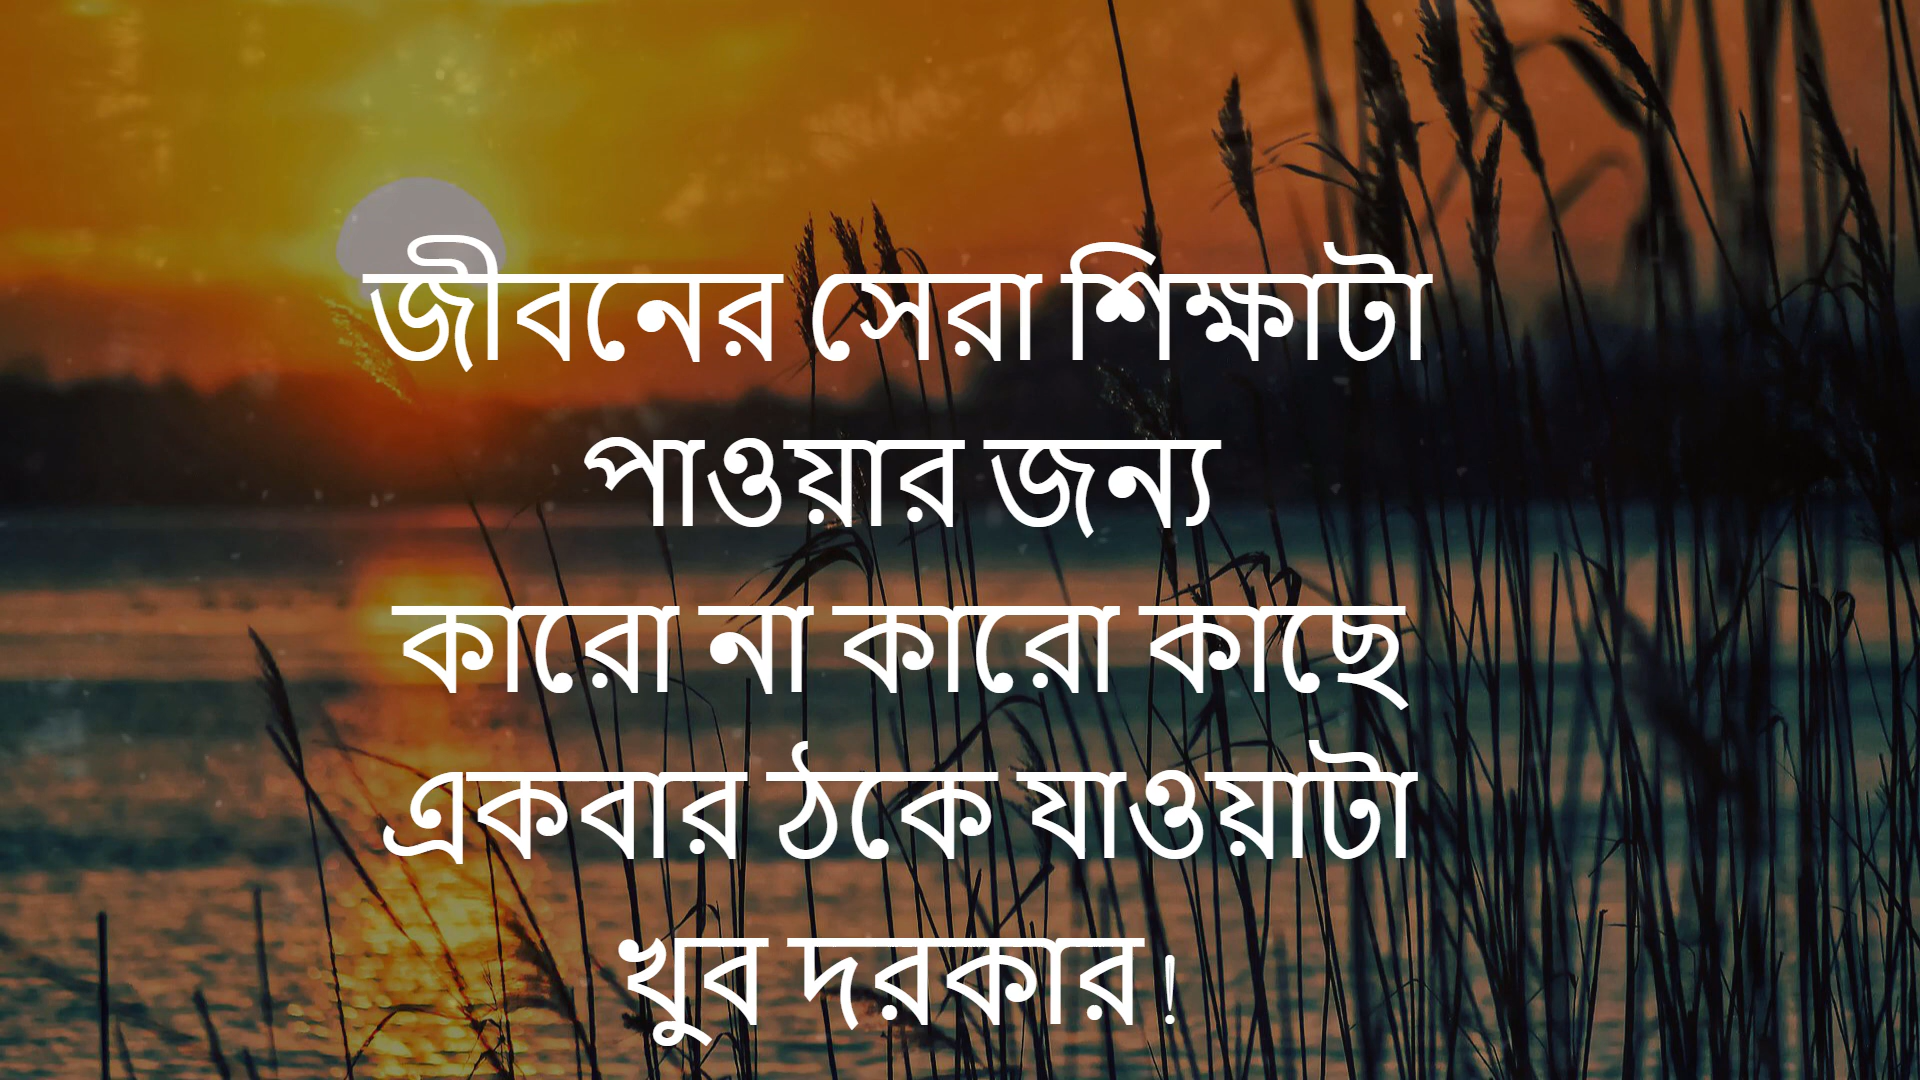 জীবনের সেরা শিক্ষাটা
পাওয়ার জন্য
কারো না কারো কাছে
একবার ঠকে যাওয়াটা
খুব দরকার!